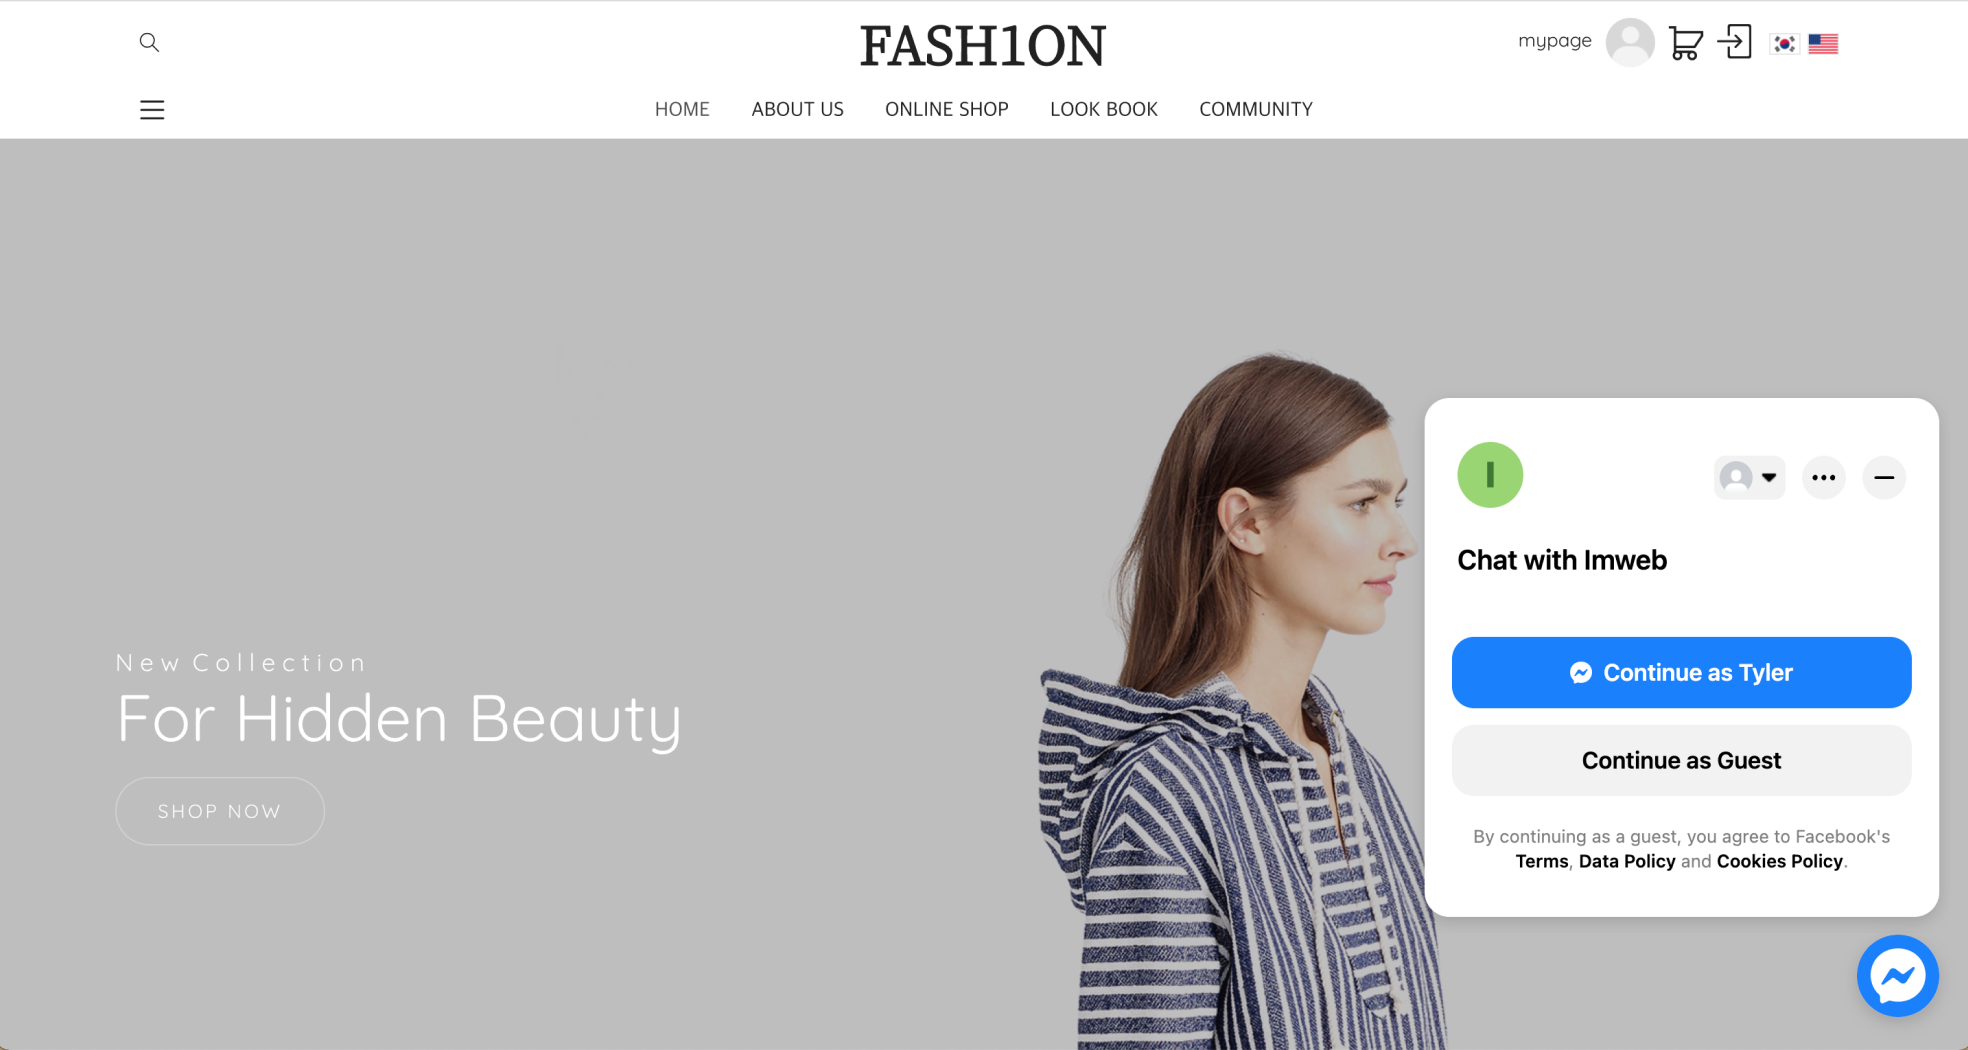 FASH1ON
mypage
HOME ABOUT US ONLINE SHOP LOOK BOOK COMMUNITY
New Collection
For Hidden Beauty
SHOP NOW
I
Chat with Imweb
Continue as Tyler
Continue as Guest
By continuing as a guest, you agree to Facebook's
Terms, Data Policy and Cookies Policy.